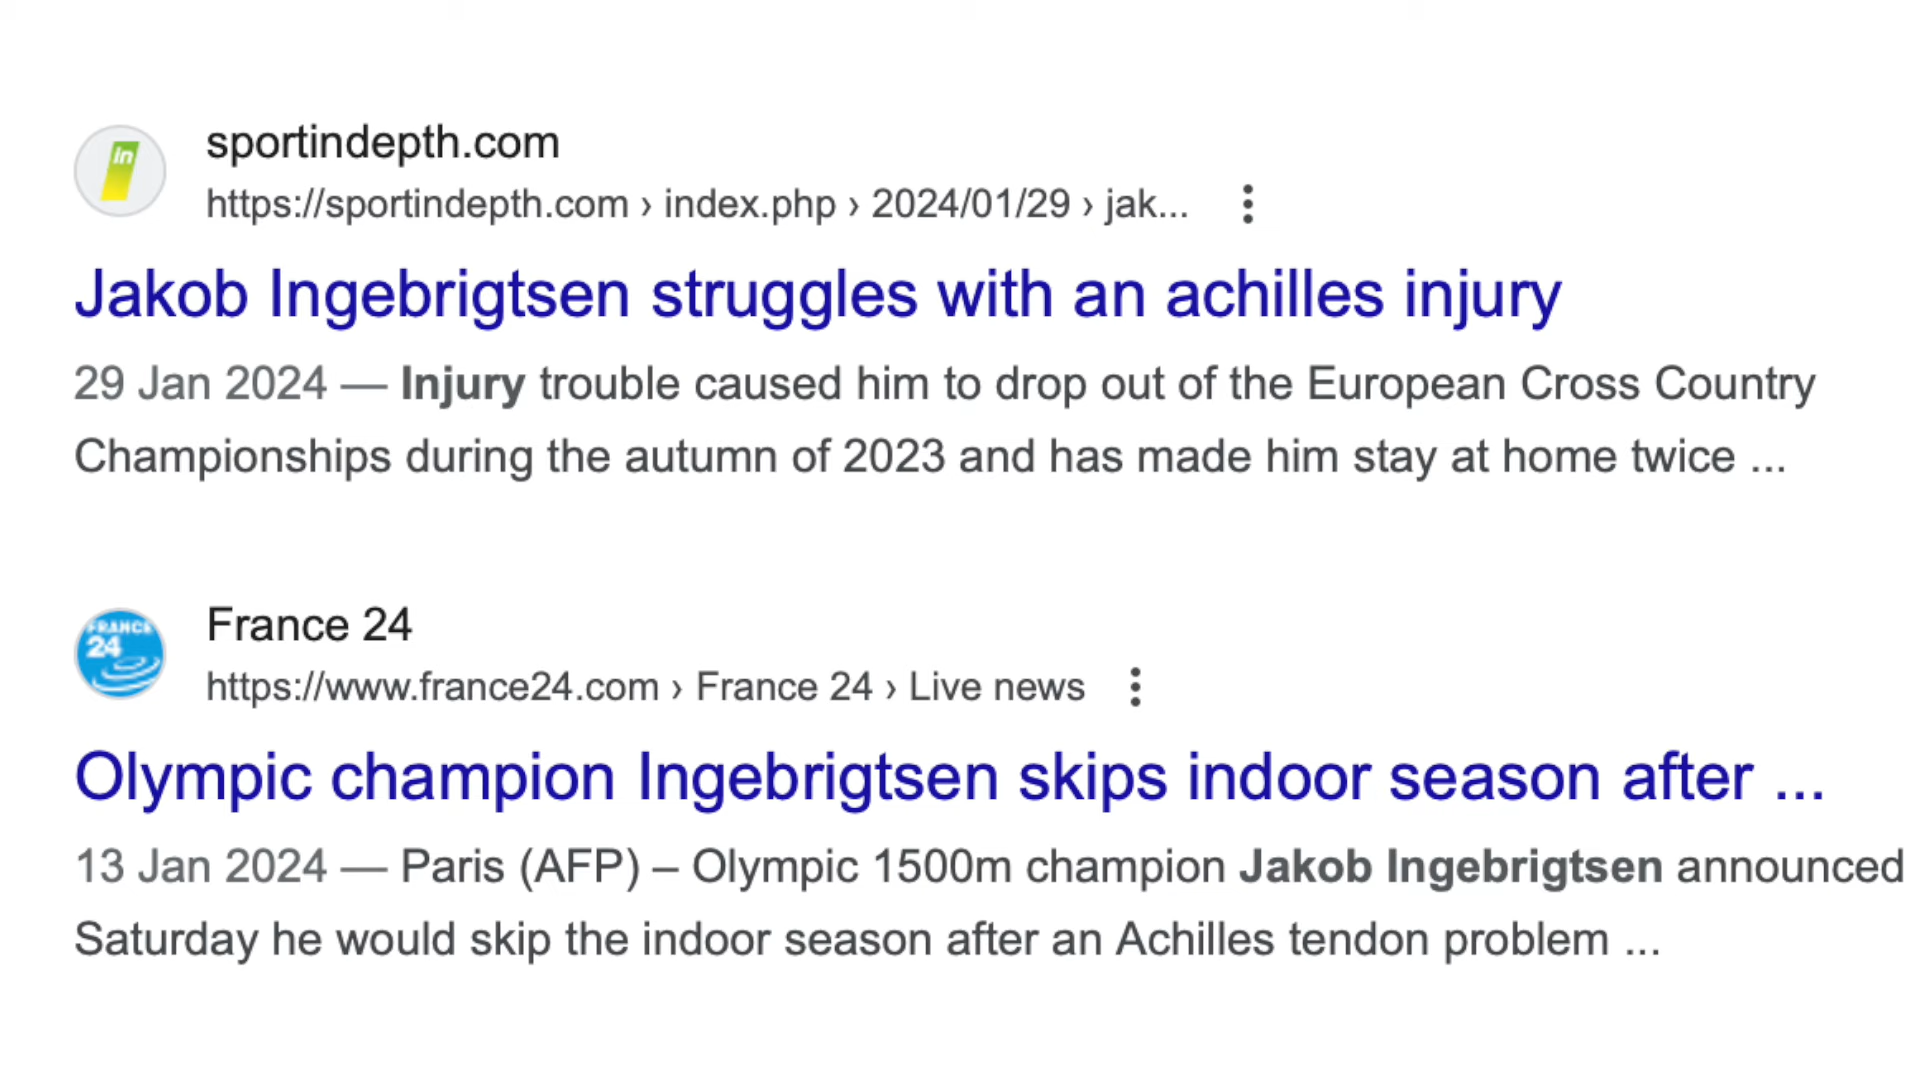 in
sportindepth.com
https://sportindepth.com › index.php › 2024/01/29 › jak...
Jakob Ingebrigtsen struggles with an achilles injury
29 Jan 2024 — Injury trouble caused him to drop out of the European Cross Country
Championships during the autumn of 2023 and has made him stay at home twice ...
FRANCE
24
France 24
https://www.france24.com › France 24 › Live news
Olympic champion Ingebrigtsen skips indoor season after ...
13 Jan 2024 — Paris (AFP) – Olympic 1500m champion Jakob Ingebrigtsen announced
Saturday he would skip the indoor season after an Achilles tendon problem ...